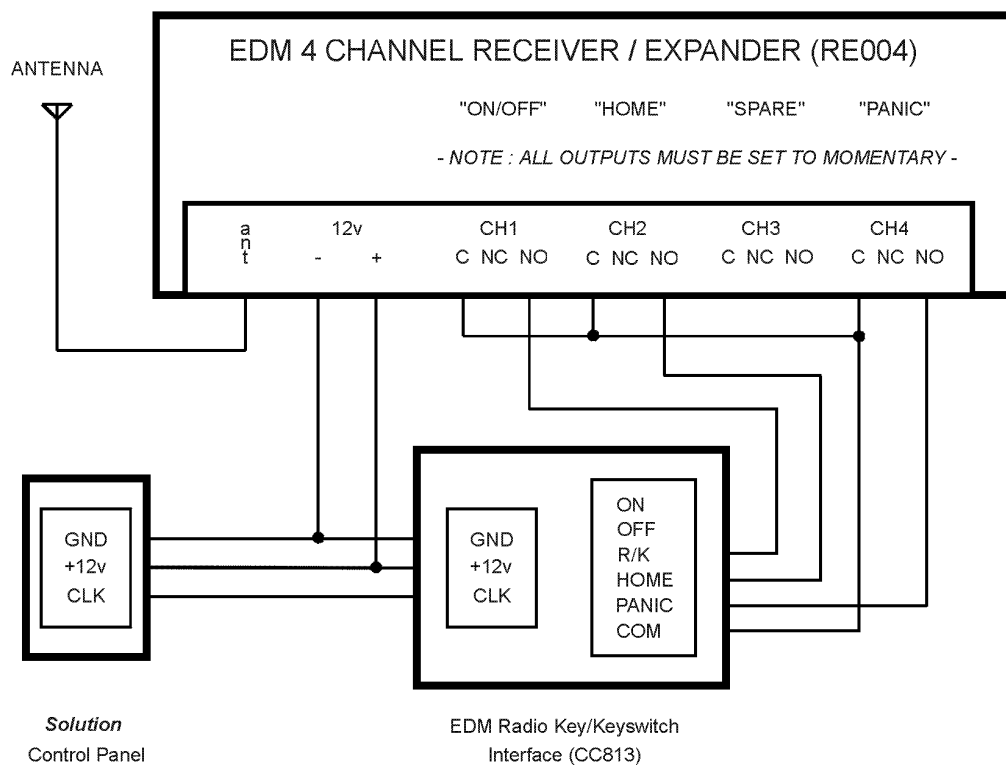 EDM 4 CHANNEL RECEIVER / EXPANDER (RE004)
ANTENNA
"ON/OFF" "HOME" "SPARE" "PANIC"
- NOTE : ALL OUTPUTS MUST BE SET TO MOMENTARY -
ant 12v CH1 CH2 CH3 CH4
- + C NC NO C NC NO C NC NO C NC NO
GND
+12v
CLK
GND
+12v
CLK
ON
OFF
R/K
HOME
PANIC
COM
Solution
Control Panel
EDM Radio Key/Keyswitch
Interface (CC813)